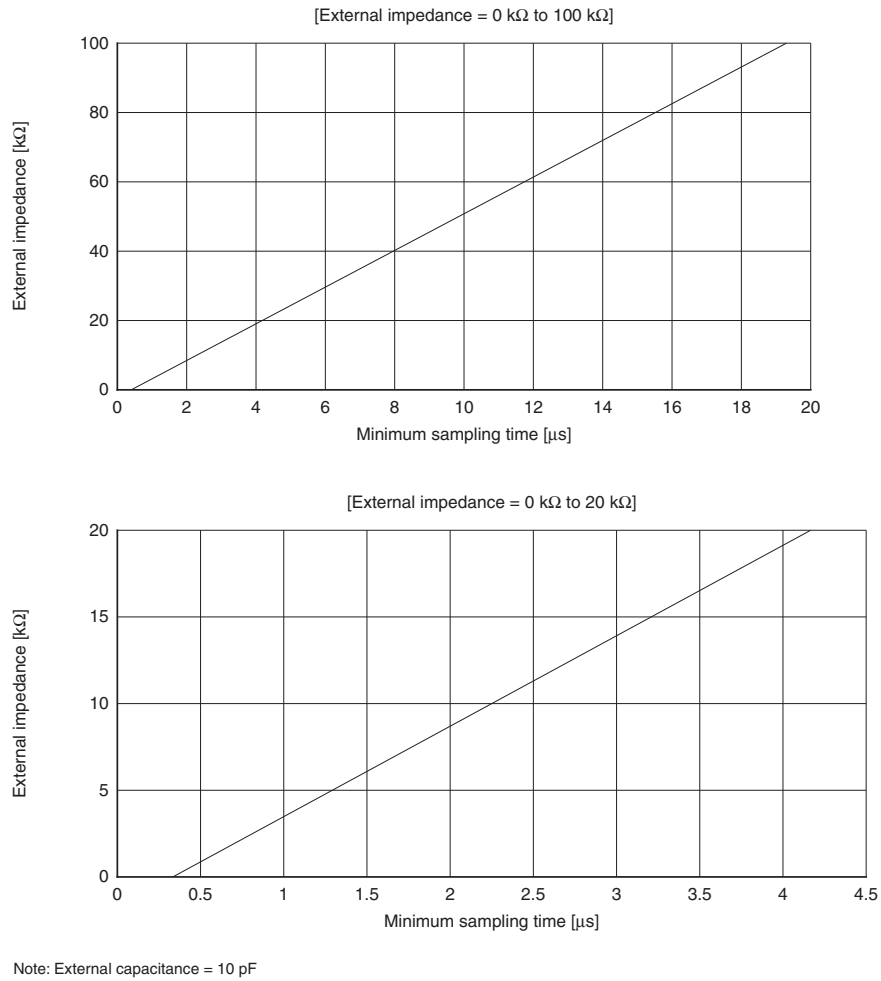 [External impedance = 0 kΩ to 100 kΩ]
External impedance [kΩ]
100
80
60
40
20
0
0 2 4 6 8 10 12 14 16 18 20
Minimum sampling time [μs]
[External impedance = 0 kΩ to 20 kΩ]
External impedance [kΩ]
20
15
10
5
0
0 0.5 1 1.5 2 2.5 3 3.5 4 4.5
Minimum sampling time [μs]
Note: External capacitance = 10 pF